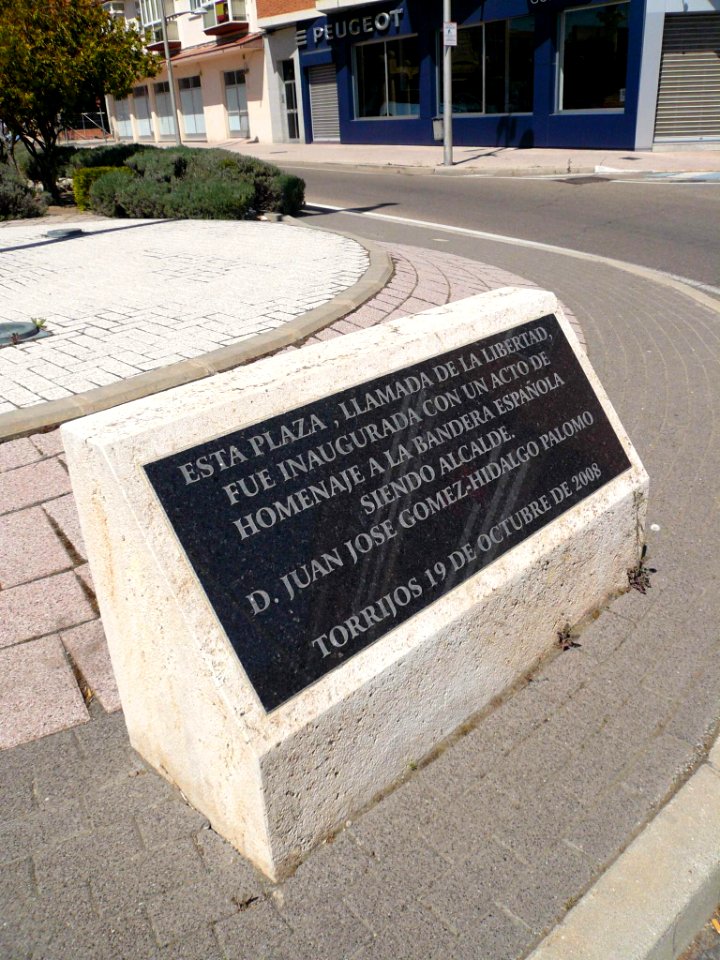 PEUGEOT
ESTA PLAZA , LLAMADA DE LA LIBERTAD,
FUE INAUGURADA CON UN ACTO DE
HOMENAJE A LA BANDERA ESPAÑOLA
SIENDO ALCALDE.
D. JUAN JOSE GOMEZ-HIDALGO PALOMO
TORRIJOS 19 DE OCTUBRE DE 2008